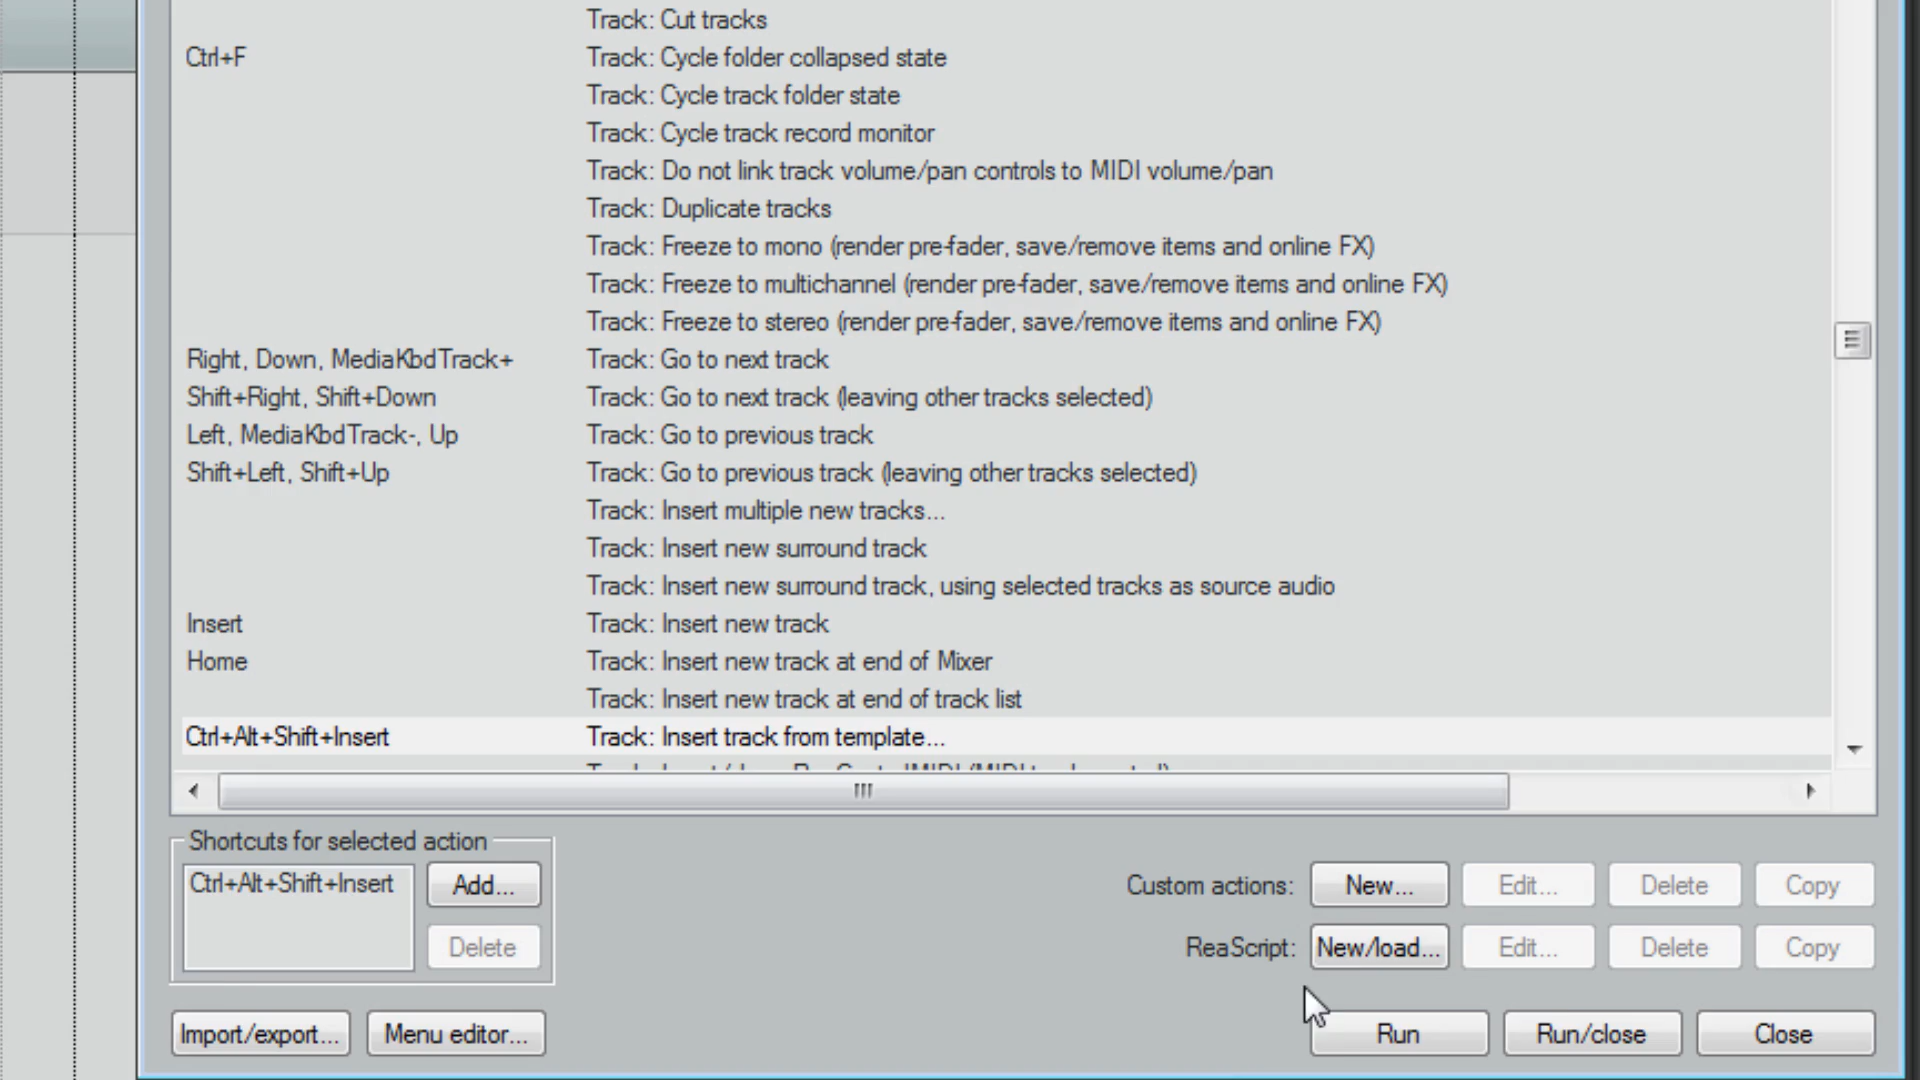 Track: Cut tracks
Ctrl+F Track: Cycle folder collapsed state
Track: Cycle track folder state
Track: Cycle track record monitor
Track: Do not link track volume/pan controls to MIDI volume/pan
Track: Duplicate tracks
Track: Freeze to mono (render pre-fader, save/remove items and online FX)
Track: Freeze to multichannel (render pre-fader, save/remove items and online FX)
Track: Freeze to stereo (render pre-fader, save/remove items and online FX)
Right, Down, MediaKbdTrack+ Track: Go to next track
Shift+Right, Shift+Down Track: Go to next track (leaving other tracks selected)
Left, MediaKbdTrack-, Up Track: Go to previous track
Shift+Left, Shift+Up Track: Go to previous track (leaving other tracks selected)
Track: Insert multiple new tracks...
Track: Insert new surround track
Track: Insert new surround track, using selected tracks as source audio
Insert Track: Insert new track
Home Track: Insert new track at end of Mixer
Track: Insert new track at end of track list
Ctrl+Alt+Shift+Insert Track: Insert track from template...
Shortcuts for selected action
Ctrl+Alt+Shift+Insert Add... Custom actions: New... Edit... Delete Copy
Delete ReaScript: New/load... Edit... Delete Copy
Import/export... Menu editor... Run Run/close Close